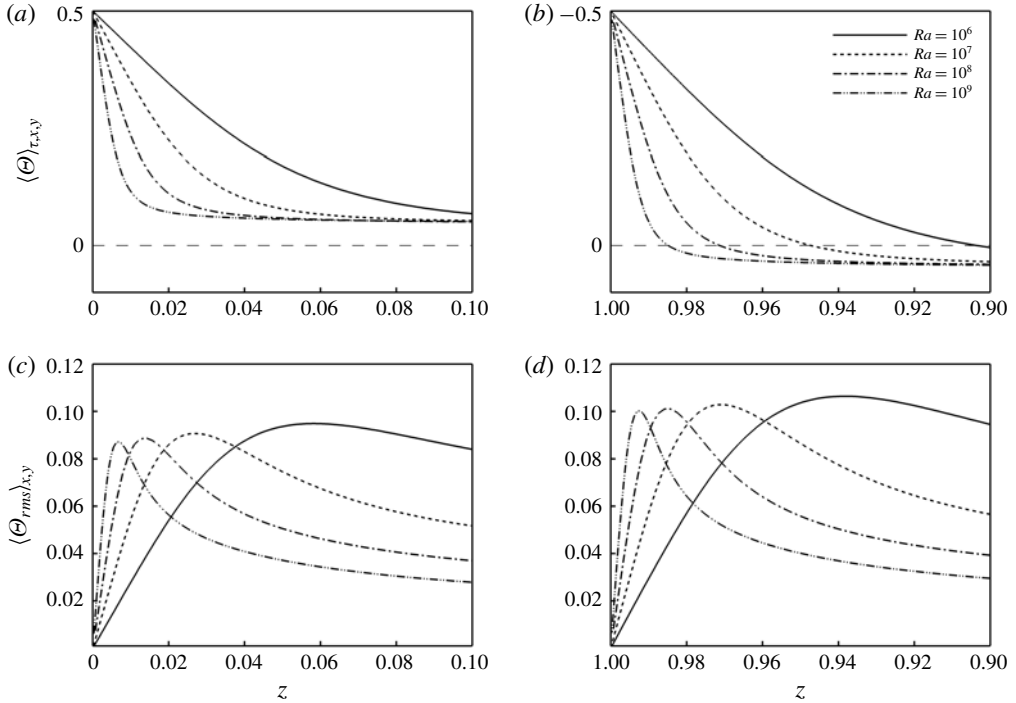 (a)
(b)
0.5
−0.5
Ra = 10⁶
Ra = 10⁷
Ra = 10⁸
Ra = 10⁹
⟨Θ⟩τ,x,y
0
0
0 0.02 0.04 0.06 0.08 0.10
1.00 0.98 0.96 0.94 0.92 0.90
(c)
(d)
0.12
0.10
0.08
0.06
0.04
0.02
0.12
0.10
0.08
0.06
0.04
0.02
⟨Θrms⟩x,y
0 0.02 0.04 0.06 0.08 0.10
1.00 0.98 0.96 0.94 0.92 0.90
z
z